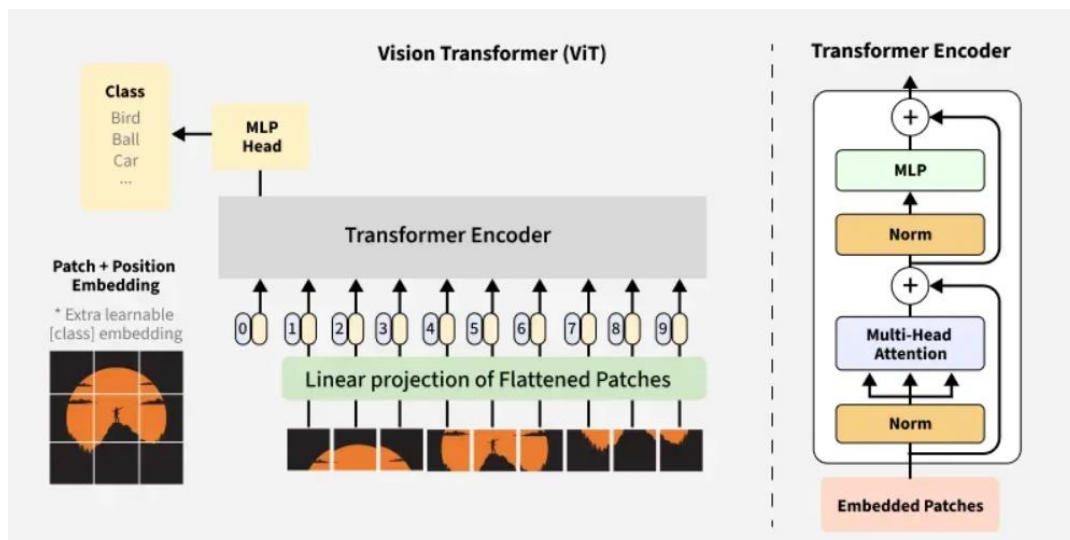 Vision Transformer (ViT)
Class
Bird
Ball
Car
...
MLP
Head
Transformer Encoder
Patch + Position
Embedding
* Extra learnable
[class] embedding
0 1 2 3 4 5 6 7 8 9
Linear projection of Flattened Patches
Transformer Encoder
+
MLP
Norm
+
Multi-Head
Attention
Norm
Embedded Patches